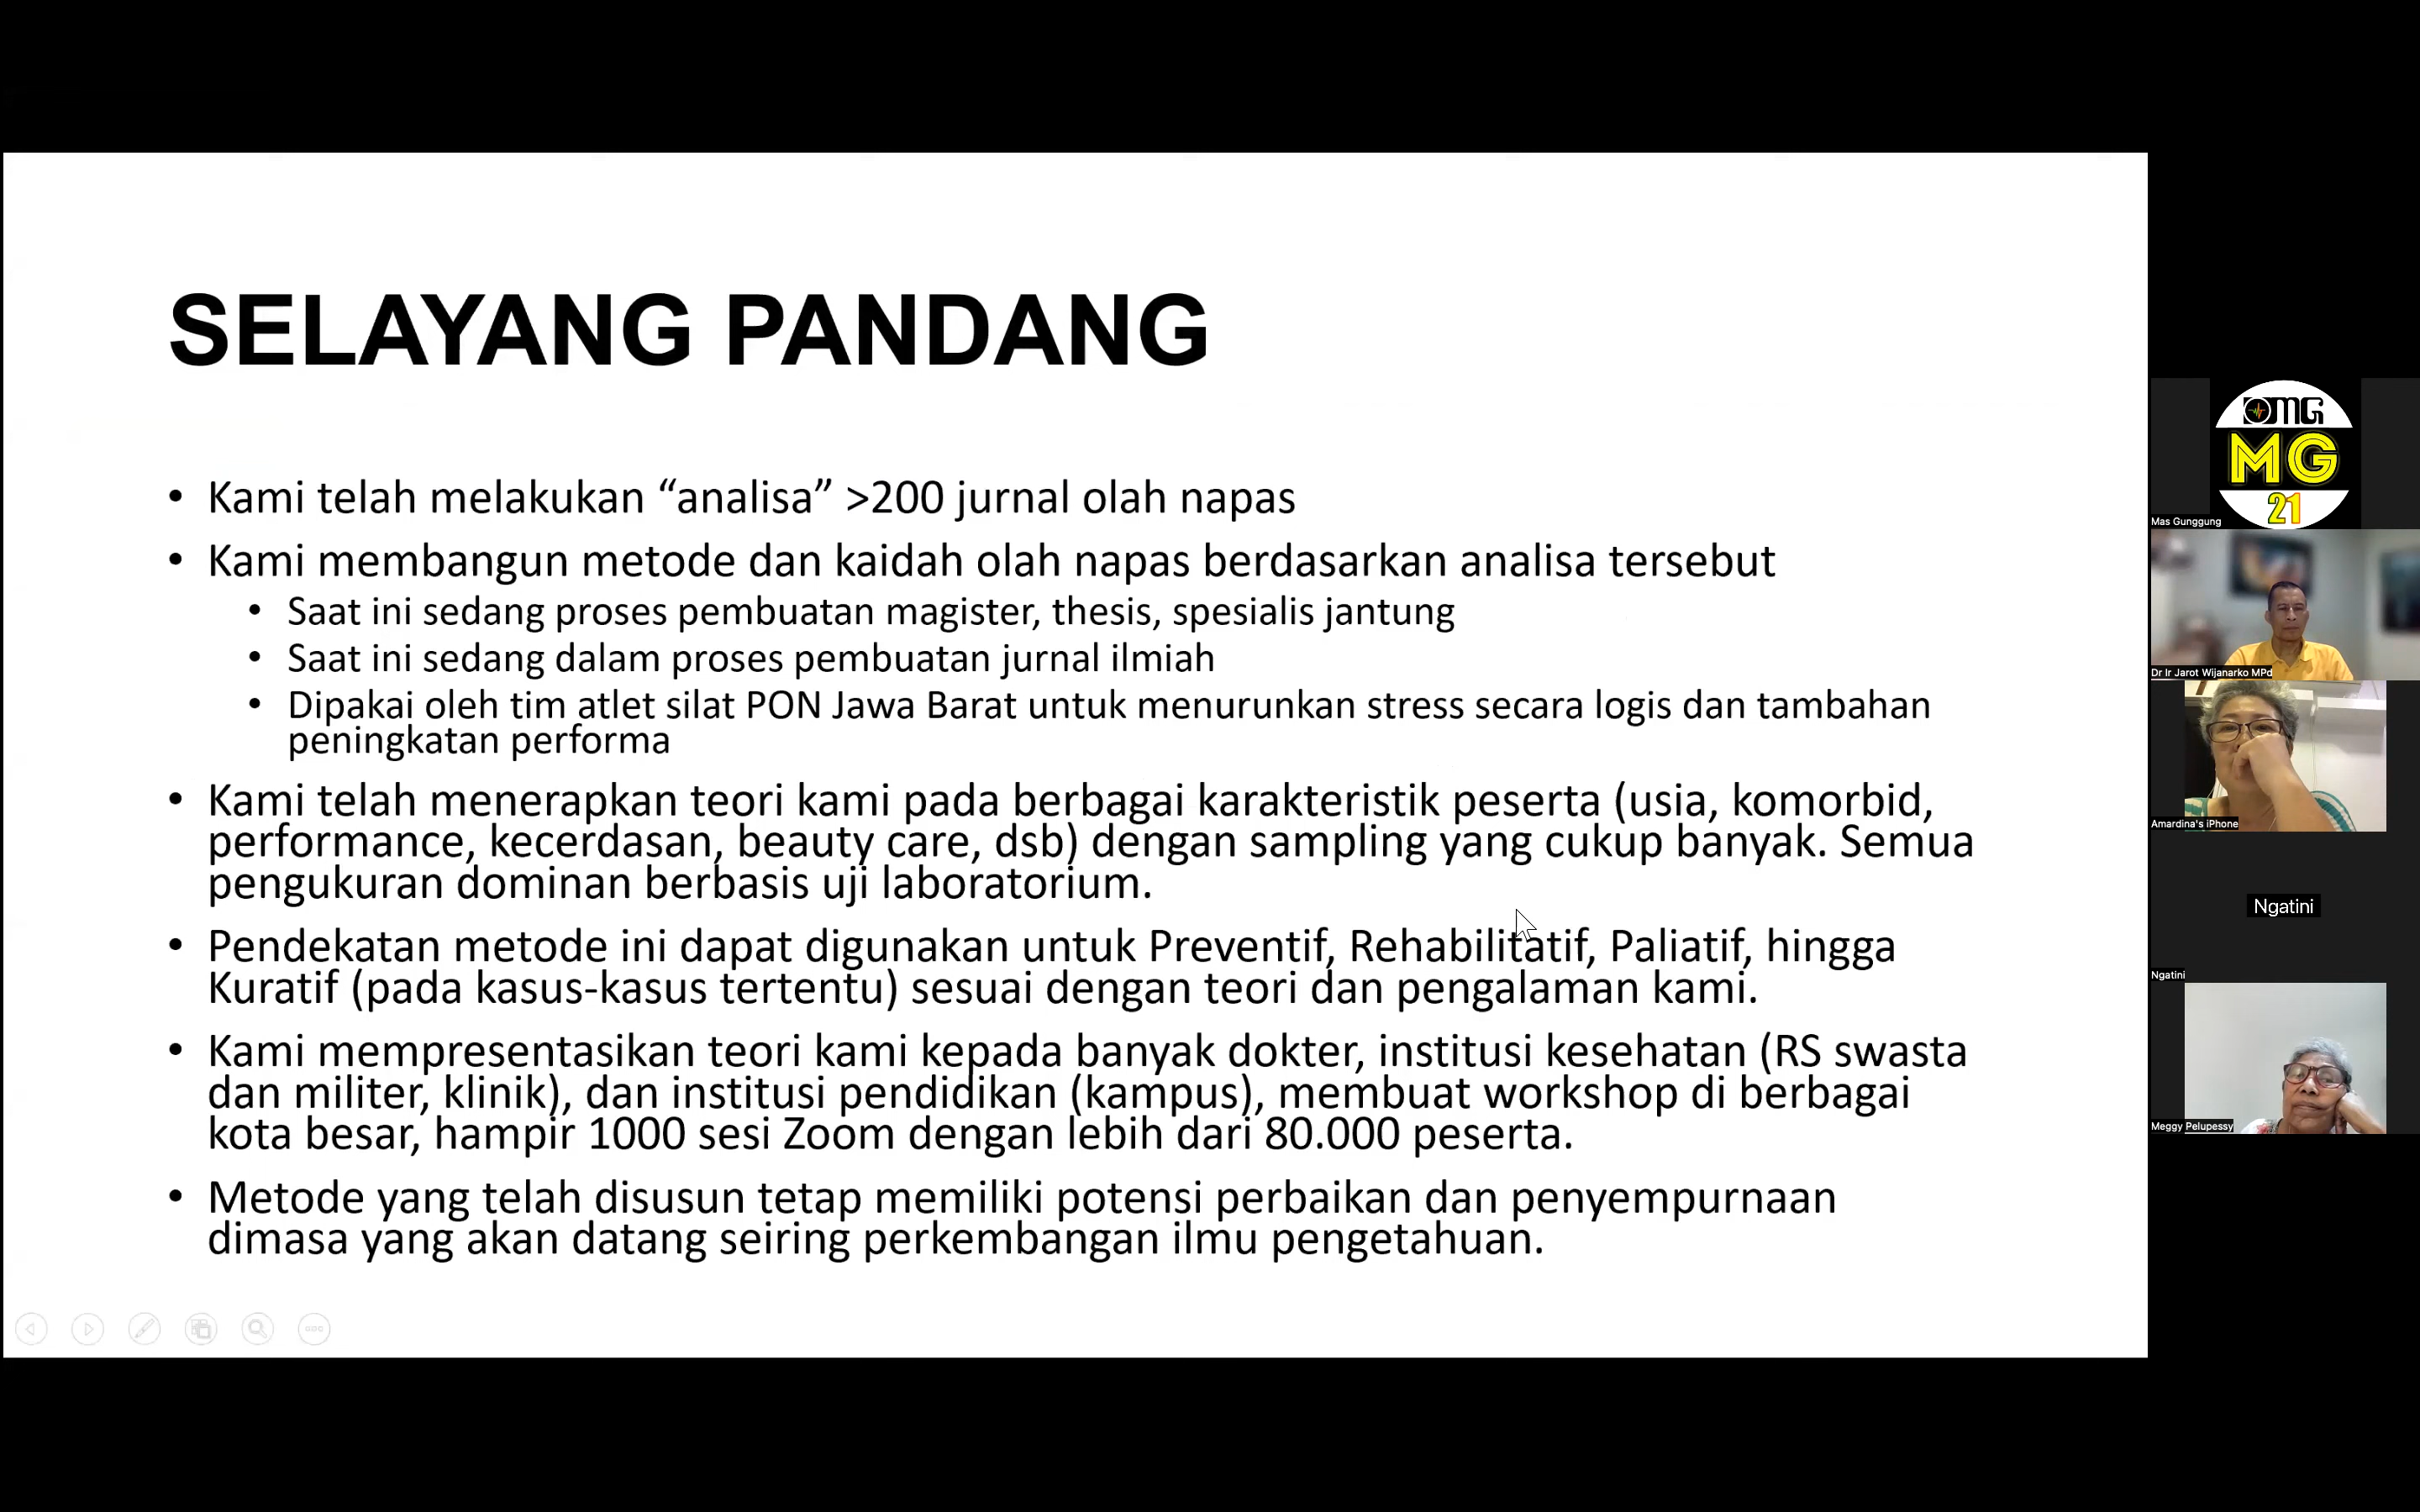 SELAYANG PANDANG
• Kami telah melakukan “analisa” >200 jurnal olah napas
• Kami membangun metode dan kaidah olah napas berdasarkan analisa tersebut
• Saat ini sedang proses pembuatan magister, thesis, spesialis jantung
• Saat ini sedang dalam proses pembuatan jurnal ilmiah
• Dipakai oleh tim atlet silat PON Jawa Barat untuk menurunkan stress secara logis dan tambahan
peningkatan performa
• Kami telah menerapkan teori kami pada berbagai karakteristik peserta (usia, komorbid,
performance, kecerdasan, beauty care, dsb) dengan sampling yang cukup banyak. Semua
pengukuran dominan berbasis uji laboratorium.
• Pendekatan metode ini dapat digunakan untuk Preventif, Rehabilitatif, Paliatif, hingga
Kuratif (pada kasus-kasus tertentu) sesuai dengan teori dan pengalaman kami.
• Kami mempresentasikan teori kami kepada banyak dokter, institusi kesehatan (RS swasta
dan militer, klinik), dan institusi pendidikan (kampus), membuat workshop di berbagai
kota besar, hampir 1000 sesi Zoom dengan lebih dari 80.000 peserta.
• Metode yang telah disusun tetap memiliki potensi perbaikan dan penyempurnaan
dimasa yang akan datang seiring perkembangan ilmu pengetahuan.
OMG
MG
21
Mas Gunggung
Dr Ir Jarot Wijanarko MPd
Amardina's iPhone
Ngatini
Ngatini
Meggy Pelupessy